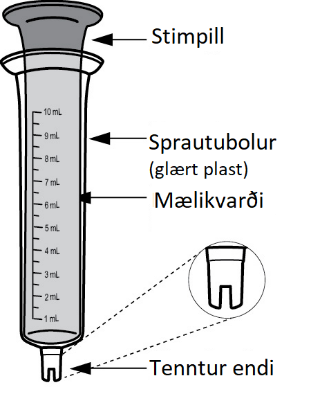 Stimpill
10 mL
9 mL
Sprautubolur
8 mL
(glært plast)
7 mL
Mælikvarði
6 mL
5 mL
4 mL
3 mL
2 mL
1 mL
Tenntur endi